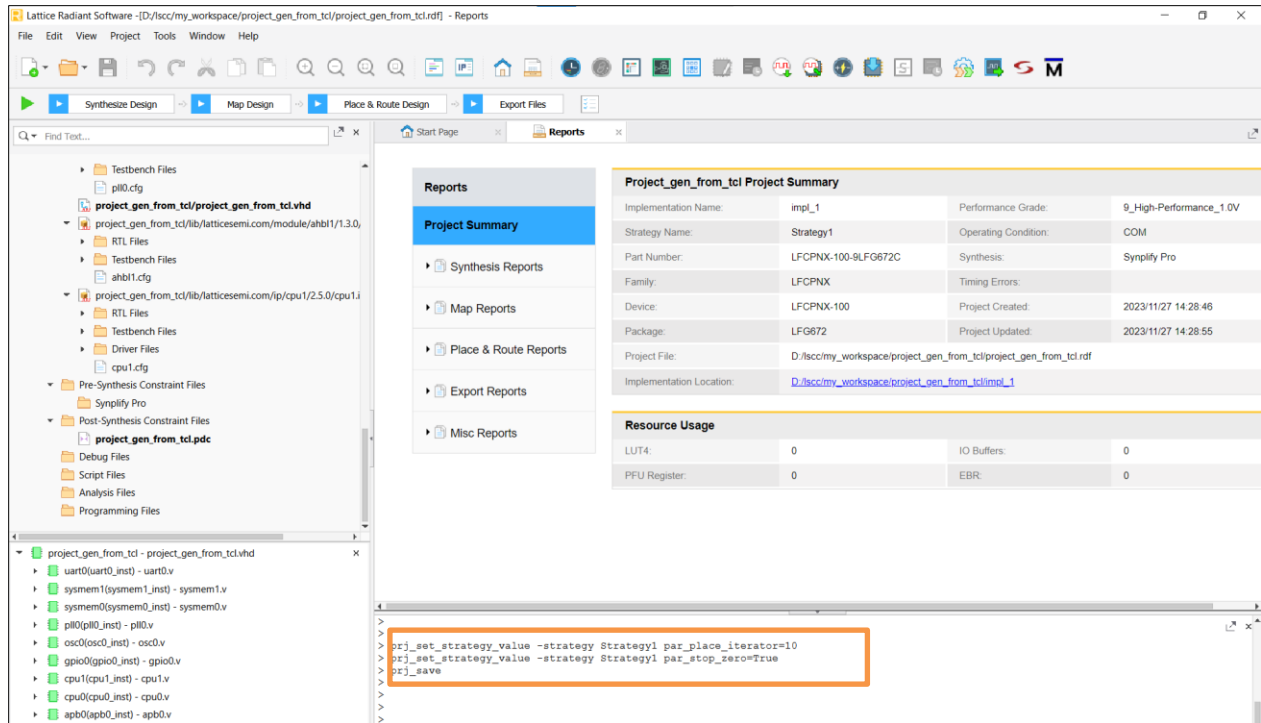 Lattice Radiant Software -[D:/lscc/my_workspace/project_gen_from_tcl/project_gen_from_tcl.rdf] - Reports
File Edit View Project Tools Window Help
Synthesize Design Map Design Place & Route Design Export Files
Find Text...
Testbench Files
pll0.cfg
project_gen_from_tcl/project_gen_from_tcl.vhd
project_gen_from_tcl/lib/latticesemi.com/module/ahbl1/1.3.0/
RTL Files
Testbench Files
ahbl1.cfg
project_gen_from_tcl/lib/latticesemi.com/ip/cpu1/2.5.0/cpu1.i
RTL Files
Testbench Files
Driver Files
cpu1.cfg
Pre-Synthesis Constraint Files
Synplify Pro
Post-Synthesis Constraint Files
project_gen_from_tcl.pdc
Debug Files
Script Files
Analysis Files
Programming Files
project_gen_from_tcl - project_gen_from_tcl.vhd
uart0(uart0_inst) - uart0.v
sysmem1(sysmem1_inst) - sysmem1.v
sysmem0(sysmem0_inst) - sysmem0.v
pll0(pll0_inst) - pll0.v
osc0(osc0_inst) - osc0.v
gpio0(gpio0_inst) - gpio0.v
cpu1(cpu1_inst) - cpu1.v
cpu0(cpu0_inst) - cpu0.v
apb0(apb0_inst) - apb0.v
Start Page Reports
Reports
Project Summary
Synthesis Reports
Map Reports
Place & Route Reports
Export Reports
Misc Reports
Project_gen_from_tcl Project Summary
Implementation Name: impl_1 Performance Grade: 9_High-Performance_1.0V
Strategy Name: Strategy1 Operating Condition: COM
Part Number: LFCPNX-100-9LFG672C Synthesis: Synplify Pro
Family: LFCPNX Timing Errors:
Device: LFCPNX-100 Project Created: 2023/11/27 14:28:46
Package: LFG672 Project Updated: 2023/11/27 14:28:55
Project File: D:/lscc/my_workspace/project_gen_from_tcl/project_gen_from_tcl.rdf
Implementation Location: D:/lscc/my_workspace/project_gen_from_tcl/impl_1
Resource Usage
LUT4: 0 IO Buffers: 0
PFU Register: 0 EBR: 0
>
>
> prj_set_strategy_value -strategy Strategy1 par_place_iterator=10
> prj_set_strategy_value -strategy Strategy1 par_stop_zero=True
> prj_save
>
>
>